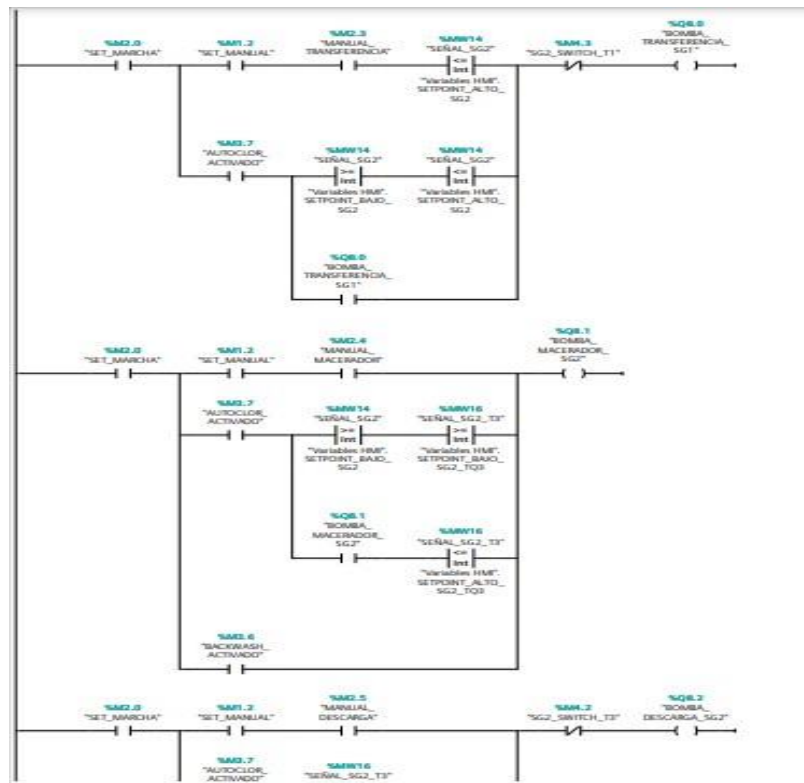 %Q8.0
"BOMBA_
TRANSFERENCIA_
SG1"
%M2.0
"SET_MARCHA"
%M1.2
"SET_MANUAL"
%M2.3
"MANUAL_
TRANSFERENCIA"
%MW14
"SEÑAL_SG2"
<=
Int
"Variables HMI".
SETPOINT_ALTO_
SG2
%M4.3
"SG2_SWITCH_T1"
%M3.7
"AUTOCLOR_
ACTIVADO"
%MW14
"SEÑAL_SG2"
>=
Int
"Variables HMI".
SETPOINT_BAJO_
SG2
%MW14
"SEÑAL_SG2"
<=
Int
"Variables HMI".
SETPOINT_ALTO_
SG2
%Q8.0
"BOMBA_
TRANSFERENCIA_
SG1"
%M2.0
"SET_MARCHA"
%M1.2
"SET_MANUAL"
%M2.4
"MANUAL_
MACERADOR"
%Q8.1
"BOMBA_
MACERADOR_
SG2"
%M3.7
"AUTOCLOR_
ACTIVADO"
%MW14
"SEÑAL_SG2"
>=
Int
"Variables HMI".
SETPOINT_BAJO_
SG2
%MW16
"SEÑAL_SG2_T3"
>=
Int
"Variables HMI".
SETPOINT_BAJO_
SG2_TQ3
%Q8.1
"BOMBA_
MACERADOR_
SG2"
%MW16
"SEÑAL_SG2_T3"
<=
Int
"Variables HMI".
SETPOINT_ALTO_
SG2_TQ3
%M3.6
"BACKWASH_
ACTIVADO"
%M2.0
"SET_MARCHA"
%M1.2
"SET_MANUAL"
%M2.5
"MANUAL_
DESCARGA"
%M4.2
"SG2_SWITCH_T3"
%Q8.2
"BOMBA_
DESCARGA_SG2"
%M3.7
"AUTOCLOR_
ACTIVADO"
%MW16
"SEÑAL_SG2_T3"